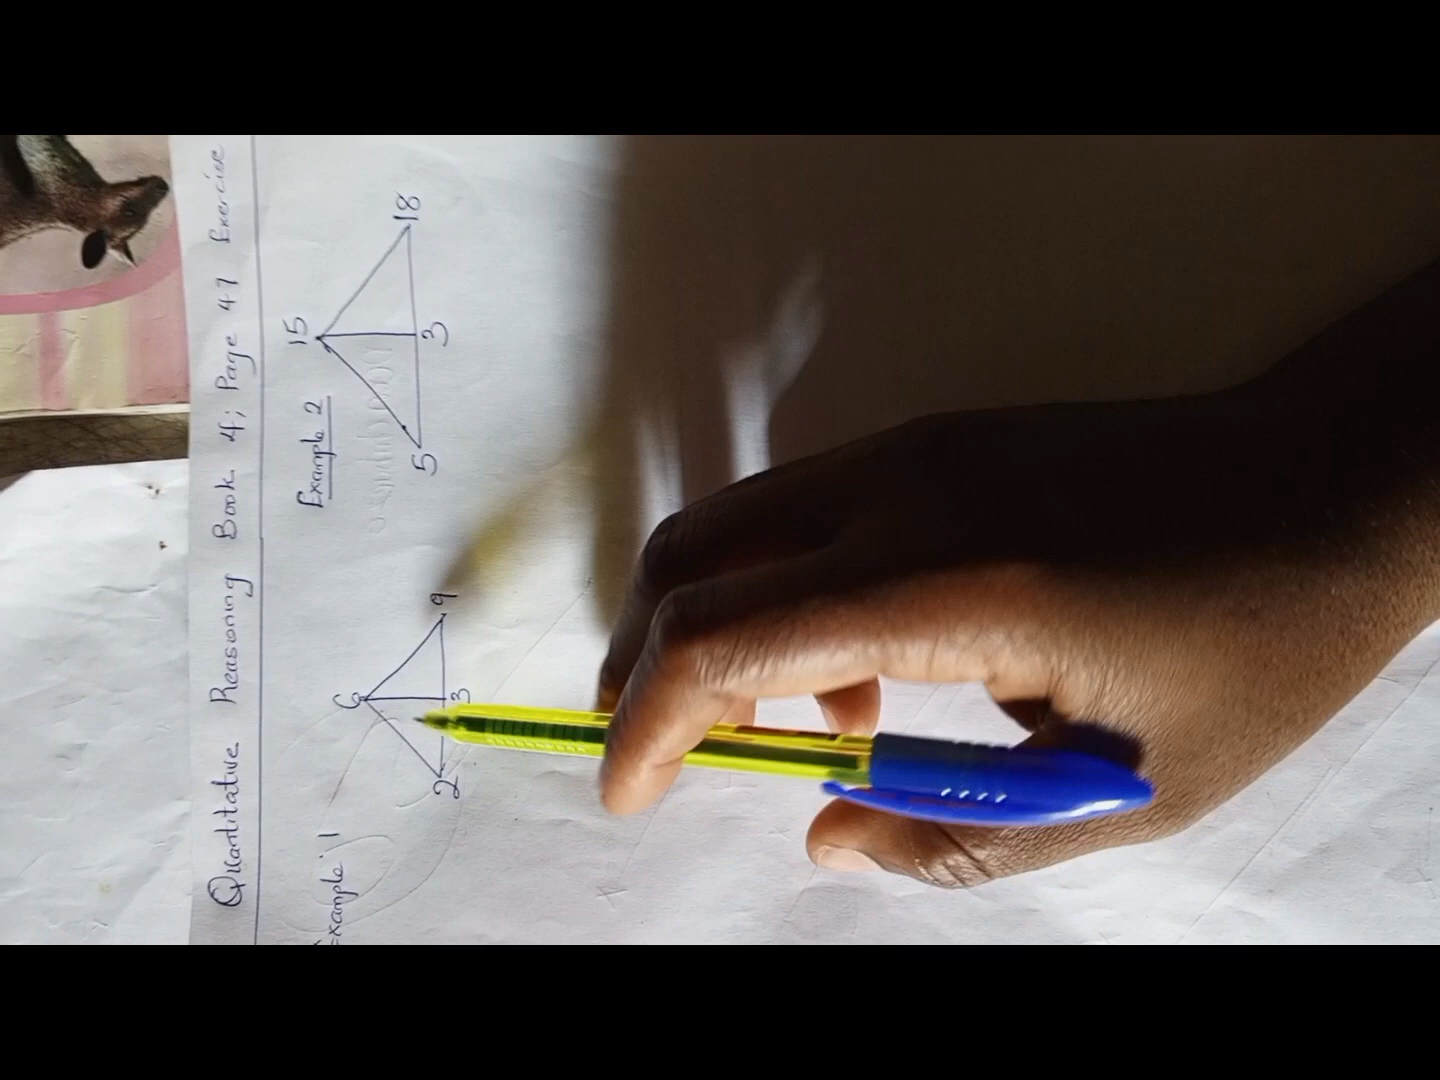 Quantitative Reasoning Book 4; Page 47 Exercise
Example 1
6
2 3 9
Example 2
15
5 3 18